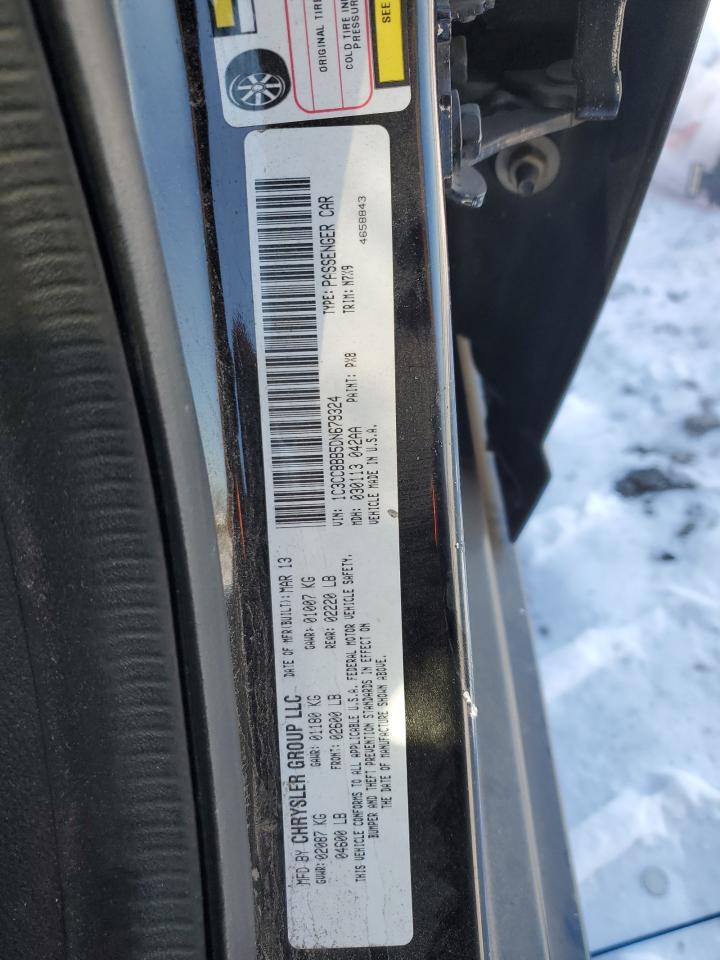 ORIGINAL TIRE
COLD TIRE
PRESSUR
SEE
MFD BY CHRYSLER GROUP LLC DATE OF MFR(BUILT): MAR 13
GVWR: 02087 KG GAWR: 01180 KG GAWR: 01007 KG
04600 LB FRONT: 02600 LB REAR: 02220 LB
THIS VEHICLE CONFORMS TO ALL APPLICABLE U.S.A. FEDERAL MOTOR VEHICLE SAFETY,
BUMPER AND THEFT PREVENTION STANDARDS IN EFFECT ON
THE DATE OF MANUFACTURE SHOWN ABOVE.
VIN: 1C3CCBBB5DN679324 TYPE: PASSENGER CAR
MDH: 030113 042AA PAINT: PX8 TRIM: N7X9
VEHICLE MADE IN U.S.A. 4658843